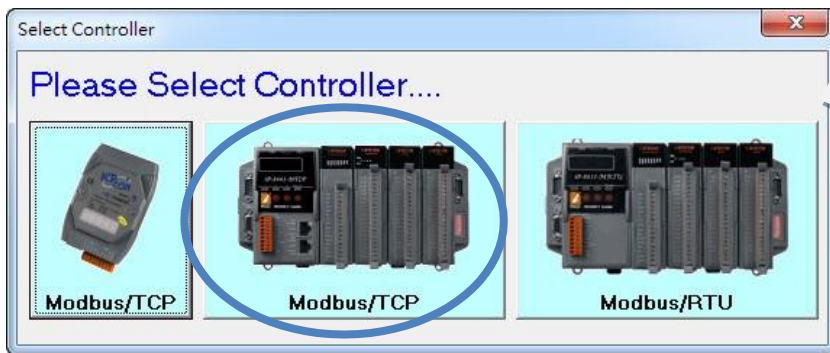 Select Controller
Please Select Controller....
Modbus/TCP
Modbus/TCP
Modbus/RTU